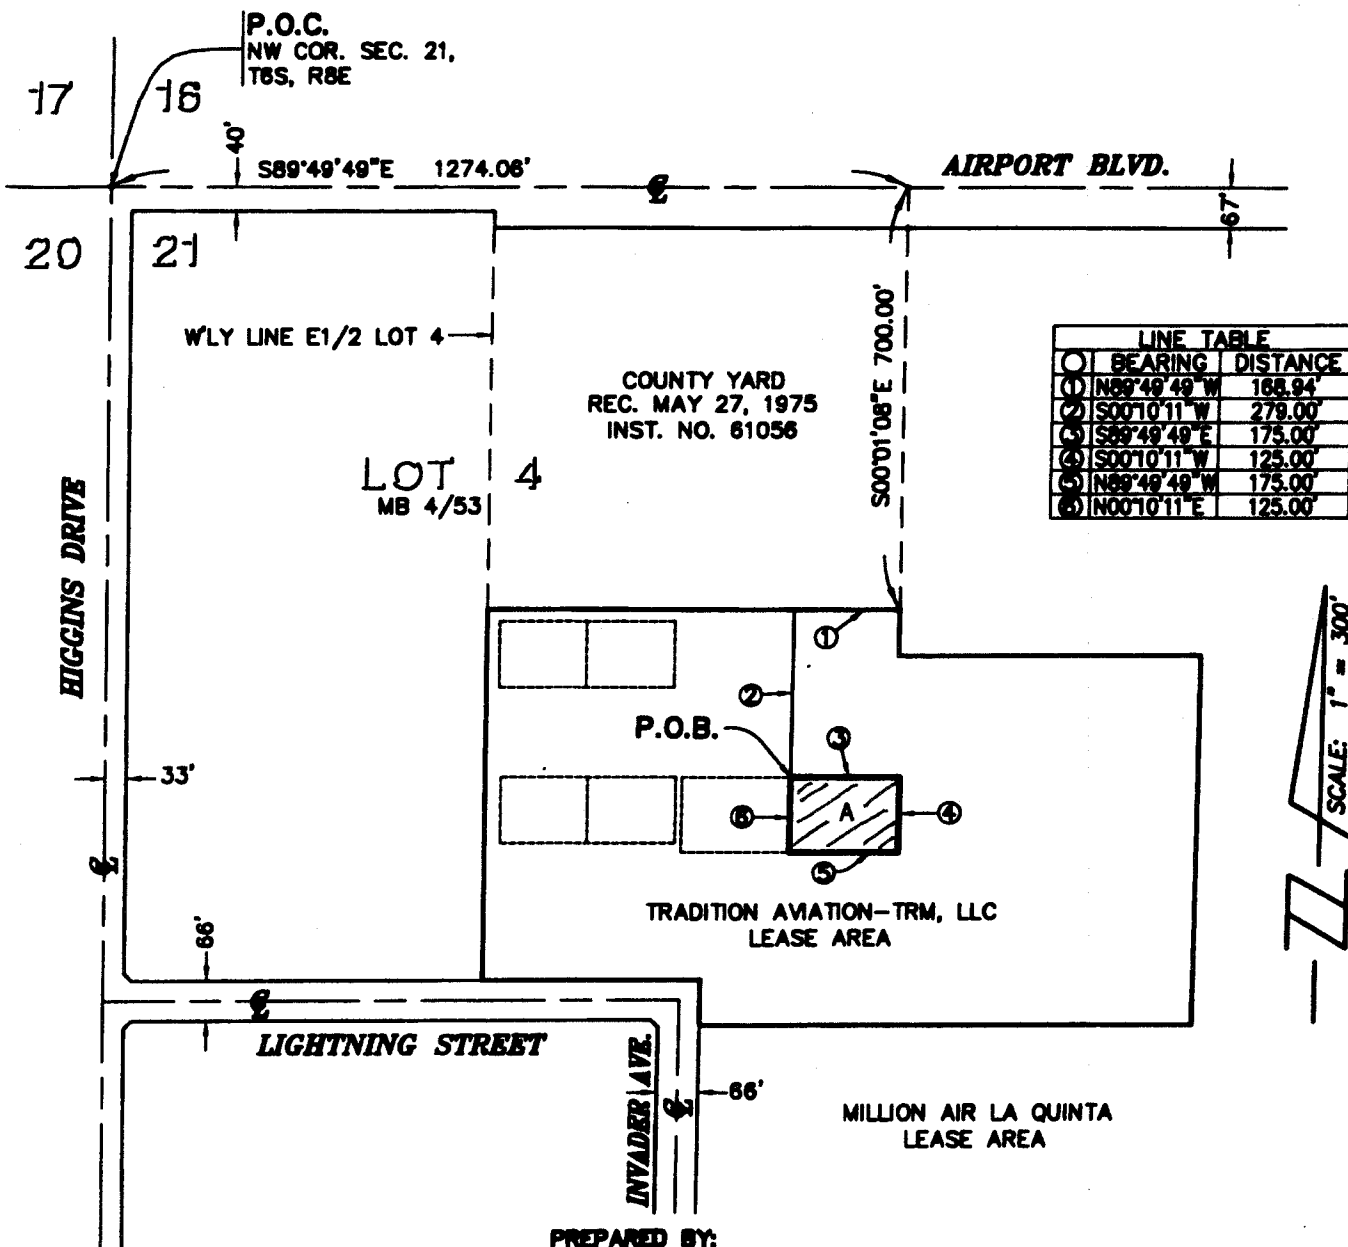 P.O.C.
NW COR. SEC. 21,
T6S, R8E
17 16
40'
S89°49'49"E 1274.06'
AIRPORT BLVD.
℄
67'
20 21
W'LY LINE E1/2 LOT 4
S00°01'08"E 700.00'
COUNTY YARD
REC. MAY 27, 1975
INST. NO. 61056
LINE TABLE
BEARING DISTANCE
1 N89°49'49"W 168.94'
2 S00°10'11"W 279.00'
3 S89°49'49"E 175.00'
4 S00°10'11"W 125.00'
5 N89°49'49"W 175.00'
6 N00°10'11"E 125.00'
LOT 4
MB 4/53
HIGGINS DRIVE
SCALE: 1" = 300'
1
2
P.O.B.
3
33'
6
A
4
℄
5
TRADITION AVIATION-TRM, LLC
LEASE AREA
66'
N
℄
LIGHTNING STREET
INVADER AVE.
℄
66'
MILLION AIR LA QUINTA
LEASE AREA
PREPARED BY: